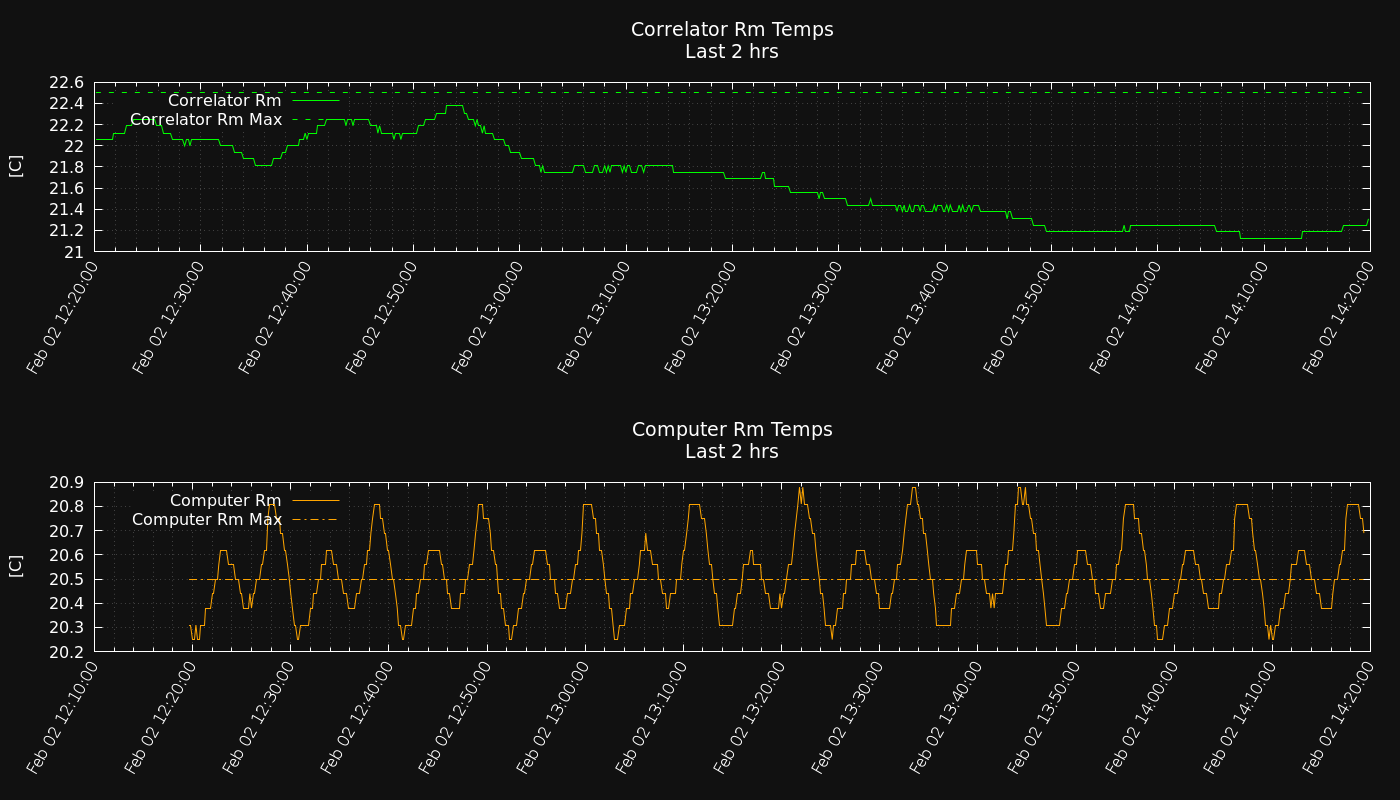 Correlator Rm Temps
Last 2 hrs
22.6
22.4
22.2
22
21.8
21.6
21.4
21.2
21
[C]
Correlator Rm
Correlator Rm Max
Feb 02 12:20:00
Feb 02 12:30:00
Feb 02 12:40:00
Feb 02 12:50:00
Feb 02 13:00:00
Feb 02 13:10:00
Feb 02 13:20:00
Feb 02 13:30:00
Feb 02 13:40:00
Feb 02 13:50:00
Feb 02 14:00:00
Feb 02 14:10:00
Feb 02 14:20:00
Computer Rm Temps
Last 2 hrs
20.9
20.8
20.7
20.6
20.5
20.4
20.3
20.2
[C]
Computer Rm
Computer Rm Max
Feb 02 12:10:00
Feb 02 12:20:00
Feb 02 12:30:00
Feb 02 12:40:00
Feb 02 12:50:00
Feb 02 13:00:00
Feb 02 13:10:00
Feb 02 13:20:00
Feb 02 13:30:00
Feb 02 13:40:00
Feb 02 13:50:00
Feb 02 14:00:00
Feb 02 14:10:00
Feb 02 14:20:00